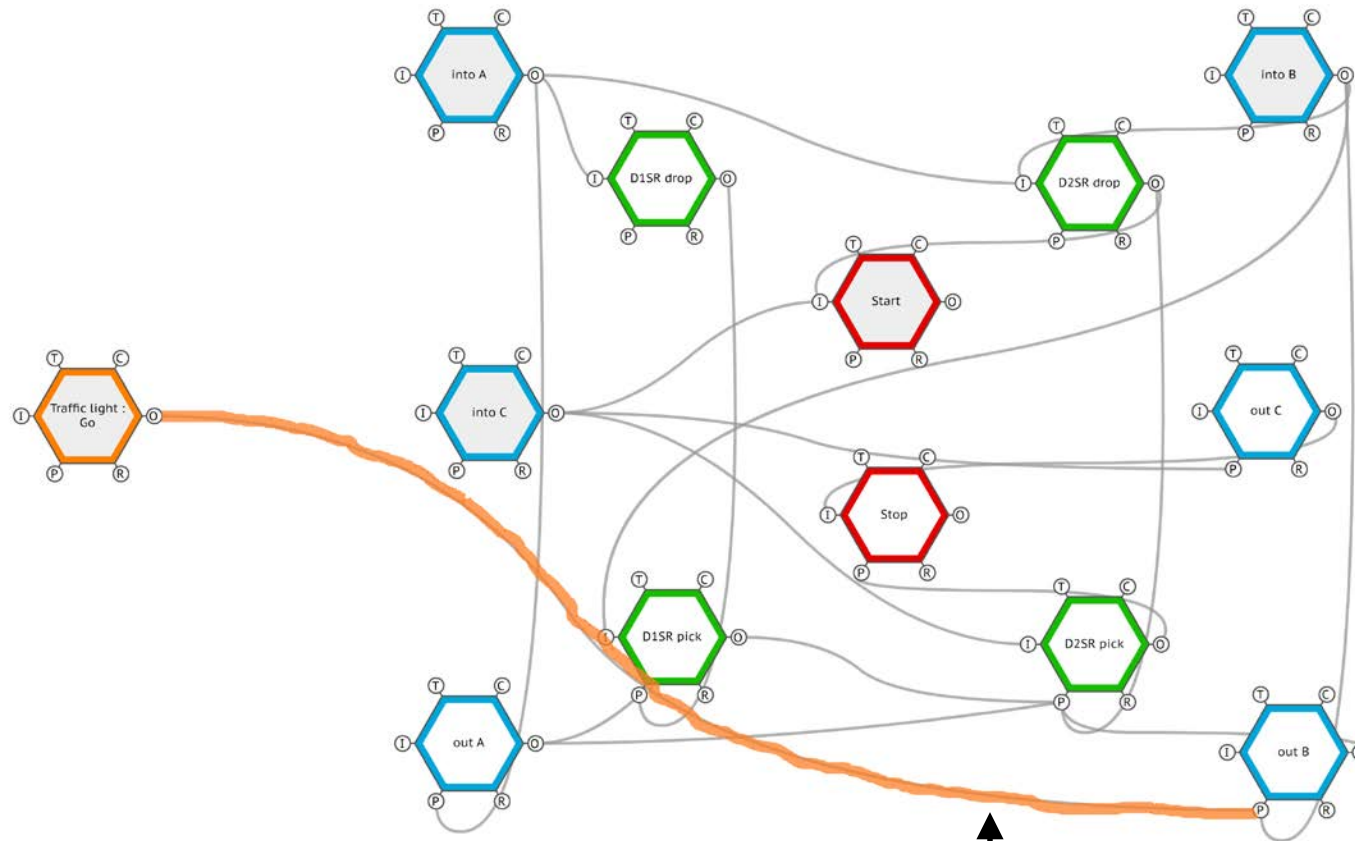 T C
T C
into A
into B
I O
I O
P R
P R
T C
T C
D1SR drop
D2SR drop
I O
I O
P R
P R
T C
Start
I O
P R
T C
T C
T C
Traffic light :
Go
into C
out C
I O
I O
I O
P R
P R
P R
T C
Stop
I O
P R
T C
T C
D1SR pick
D2SR pick
I O
I O
P R
P R
T C
T C
out A
out B
I O
I
P R
P R